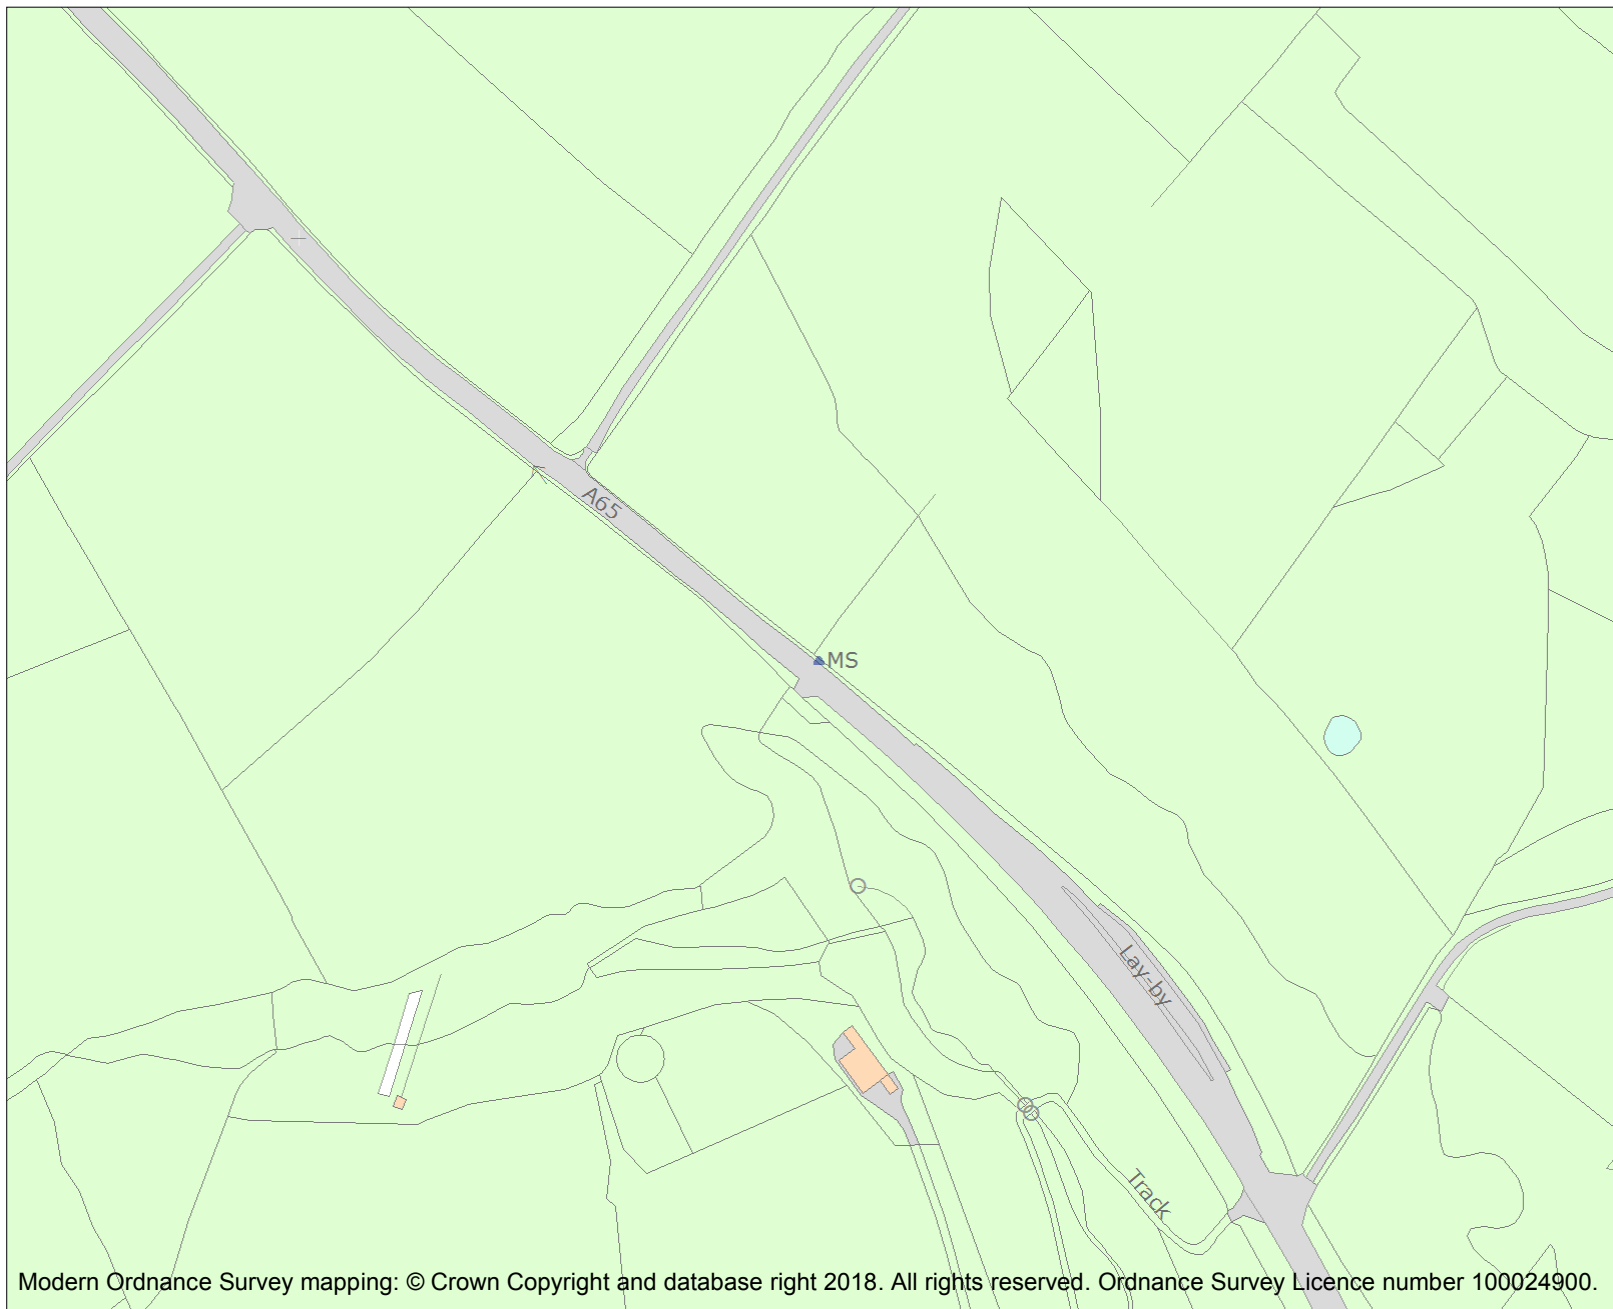 A65
MS
Lay-by
Track
Modern Ordnance Survey mapping: © Crown Copyright and database right 2018. All rights reserved. Ordnance Survey Licence number 100024900.